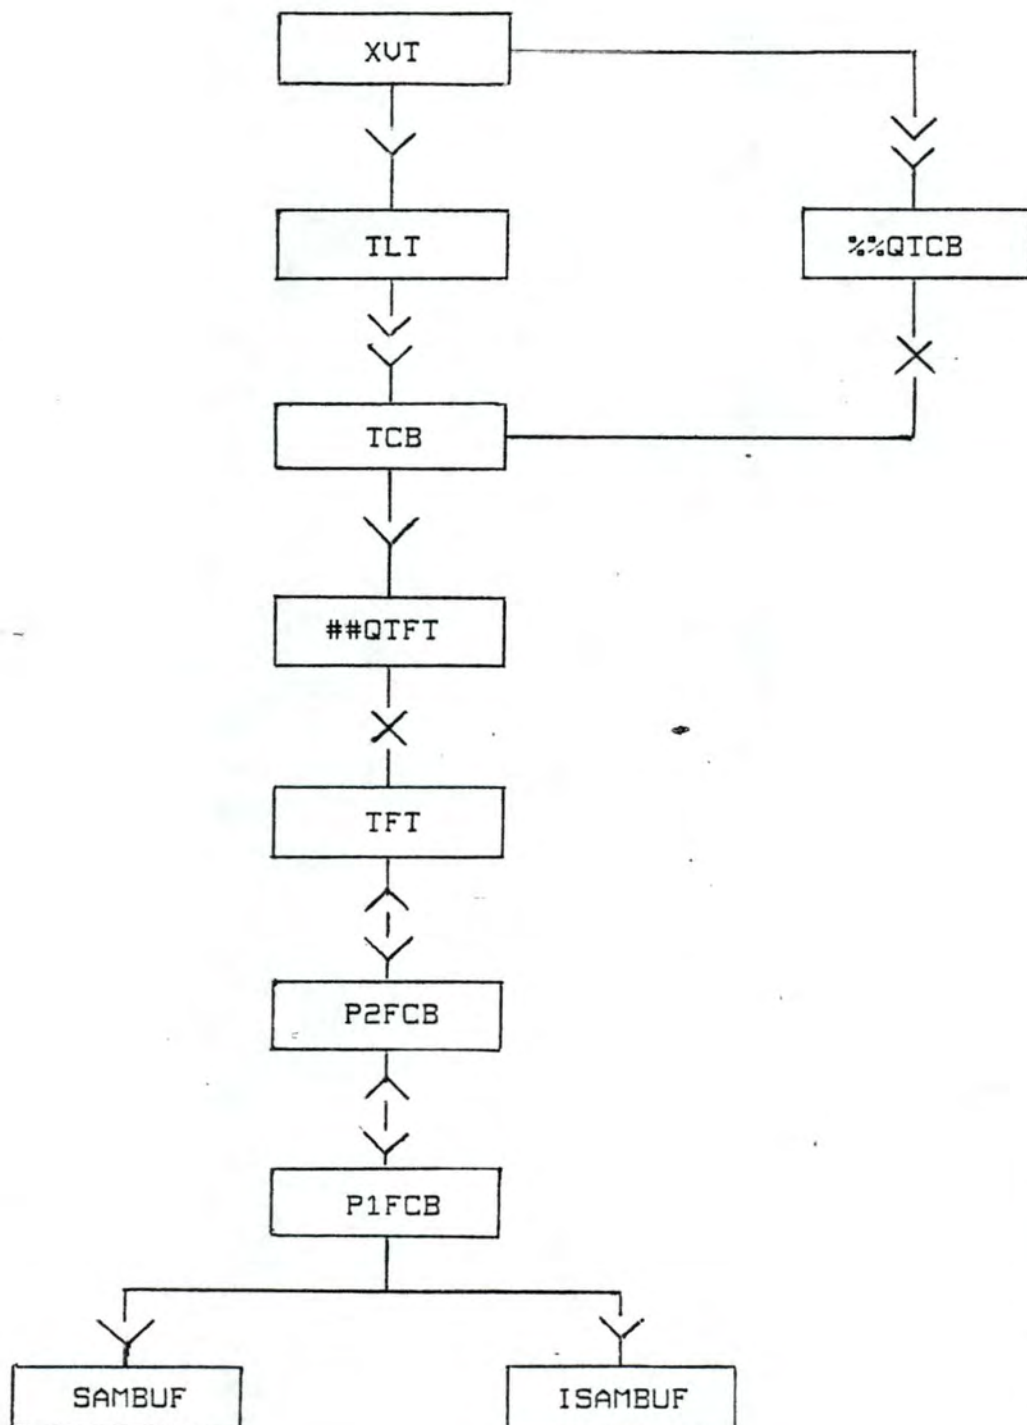 XVT
TLT
%%QTCB
TCB
##QTFT
TFT
P2FCB
P1FCB
SAMBUF
ISAMBUF